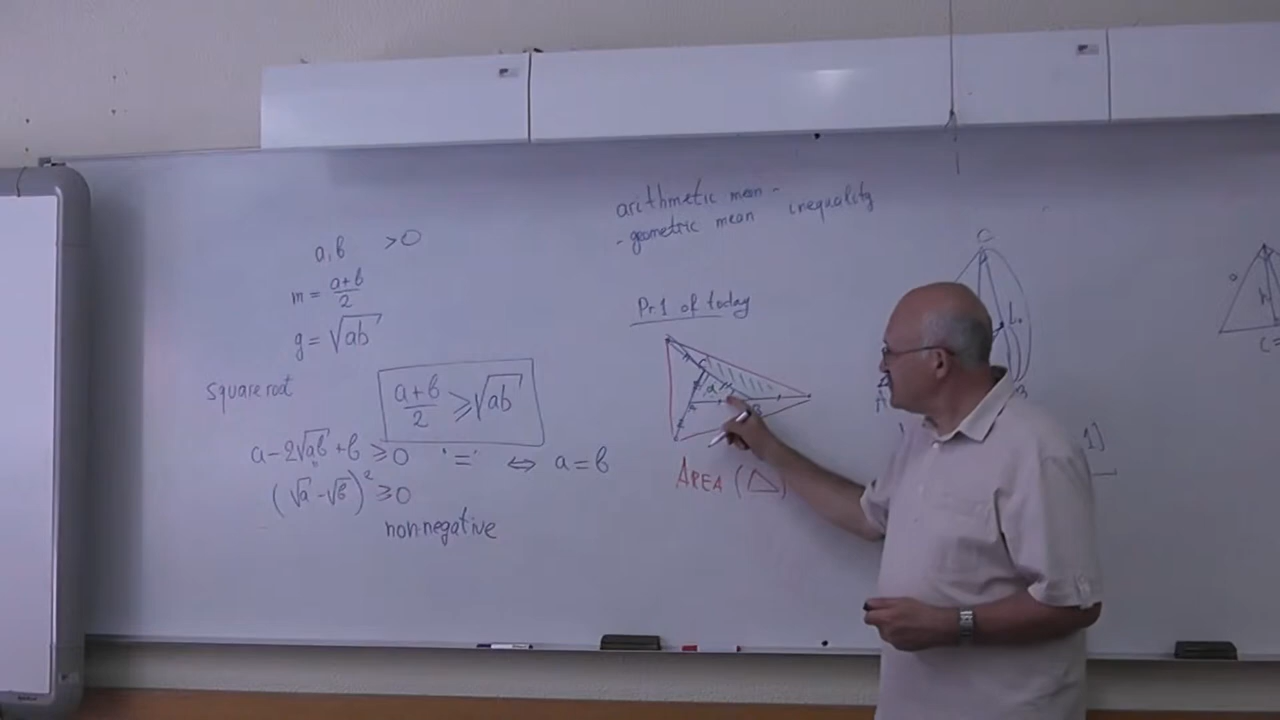 a, b > 0
m = (a+b)/2
g = √ab
square root
(a+b)/2 ≥ √ab
a - 2√ab + b ≥ 0 '=' ⇔ a = b
(√a - √b)² ≥ 0
non-negative
arithmetic mean -
- geometric mean inequality
Pr. 1 of today
AREA (
C
L
B
A
1]
a
h
C=